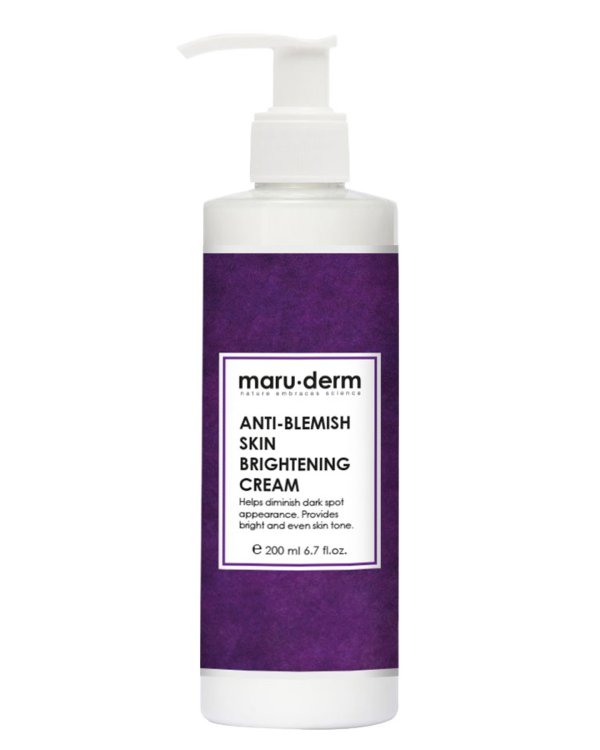 maru·derm
nature embraces science
ANTI-BLEMISH
SKIN
BRIGHTENING
CREAM
Helps diminish dark spot
appearance. Provides
bright and even skin tone.
℮ 200 ml 6.7 fl.oz.